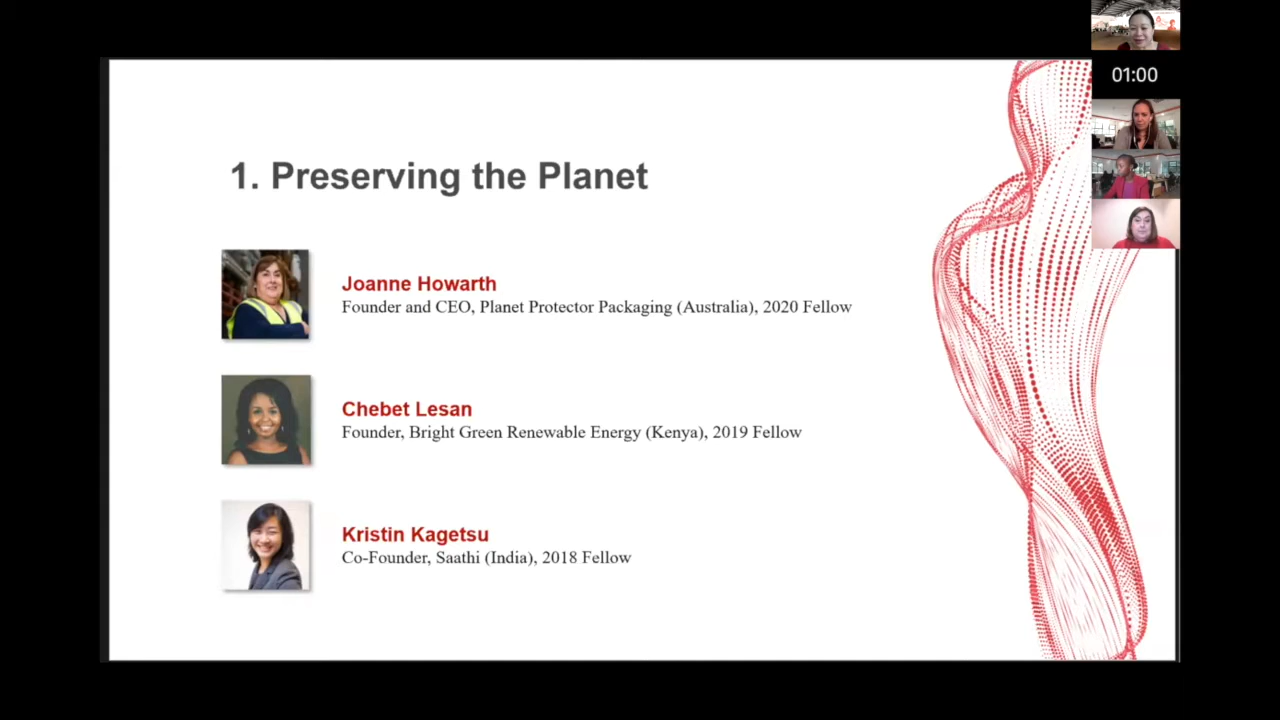 01:00
1. Preserving the Planet
Joanne Howarth
Founder and CEO, Planet Protector Packaging (Australia), 2020 Fellow
Chebet Lesan
Founder, Bright Green Renewable Energy (Kenya), 2019 Fellow
Kristin Kagetsu
Co-Founder, Saathi (India), 2018 Fellow